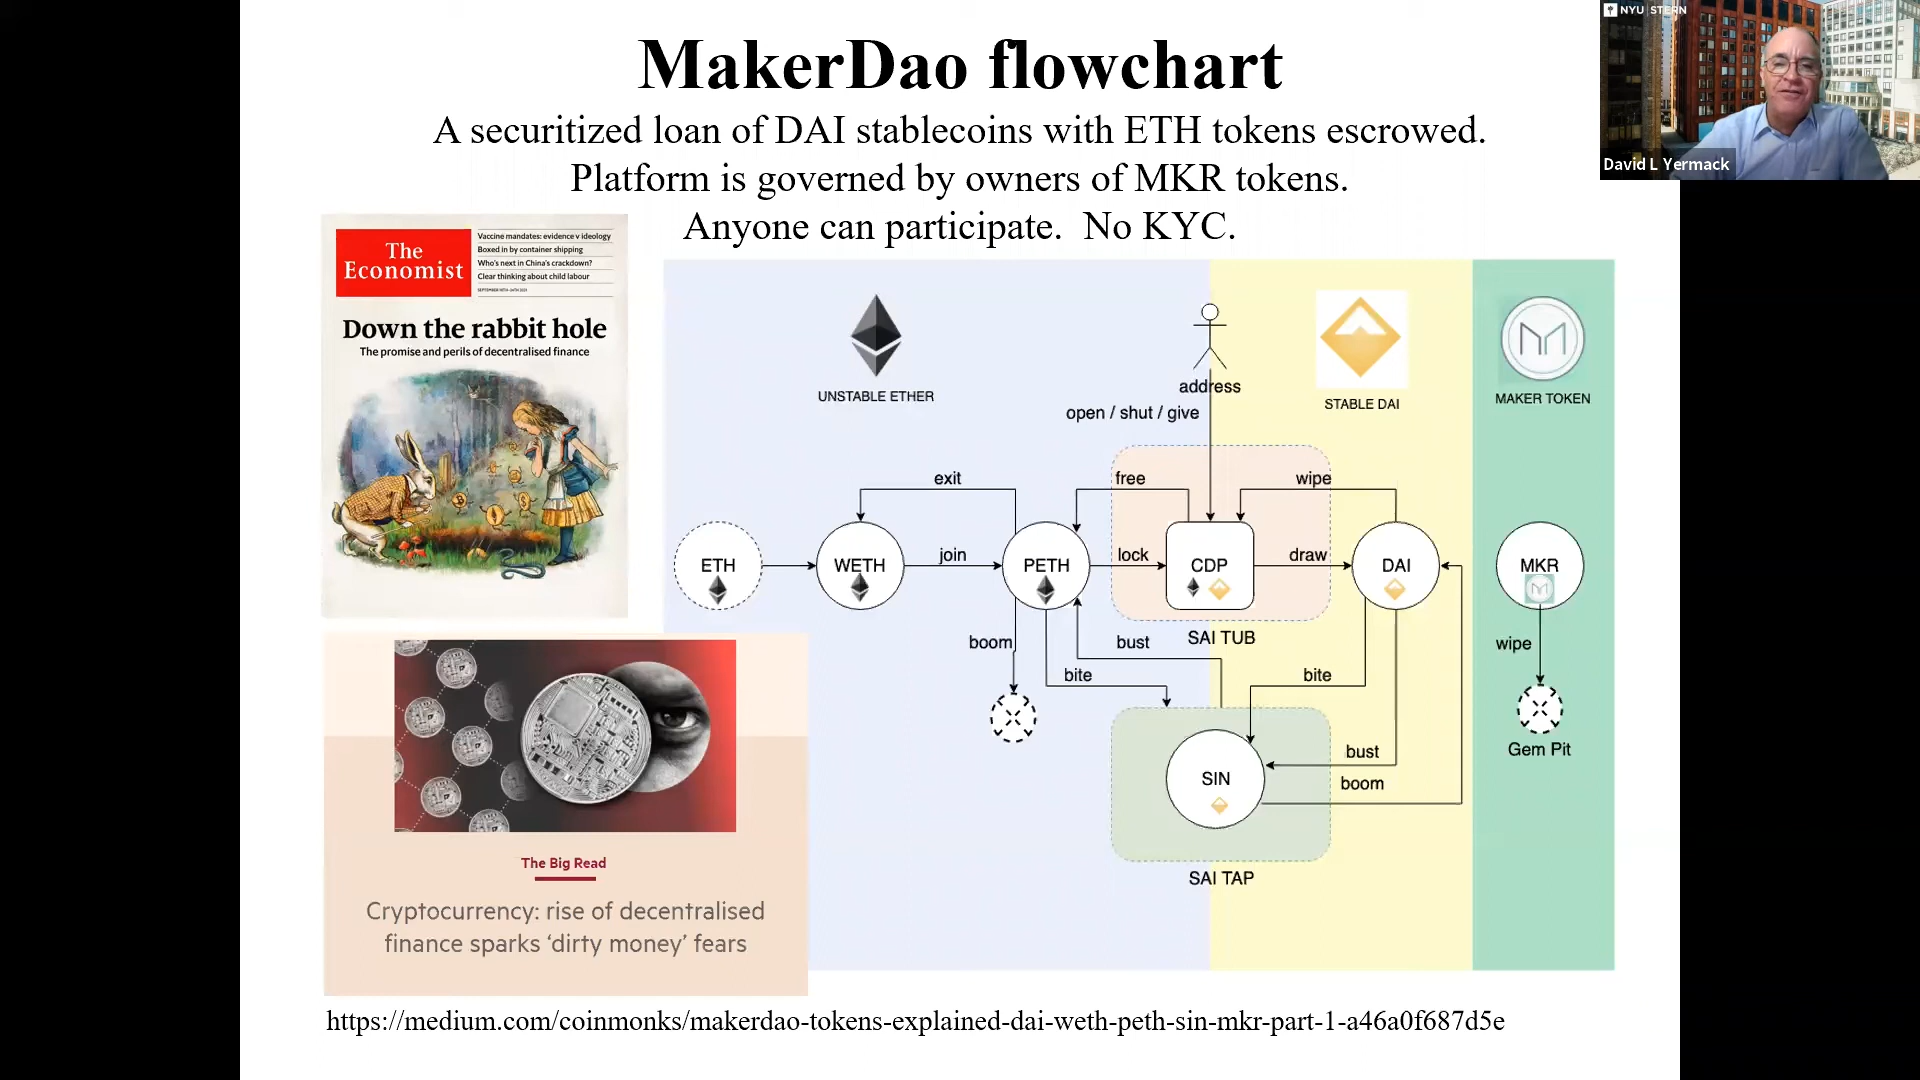 MakerDao flowchart
A securitized loan of DAI stablecoins with ETH tokens escrowed.
Platform is governed by owners of MKR tokens.
Anyone can participate. No KYC.
NYU STERN
David L Yermack
The
Economist
Vaccine mandates: evidence v ideology
Boxed in by container shipping
Who's next in China's crackdown?
Clear thinking about child labour
Down the rabbit hole
The promise and perils of decentralised finance
UNSTABLE ETHER
address
open / shut / give
STABLE DAI
MAKER TOKEN
exit
free
wipe
ETH
WETH
join
PETH
lock
CDP
draw
DAI
MKR
boom
bust
SAI TUB
wipe
bite
bite
Gem Pit
bust
SIN
boom
SAI TAP
The Big Read
Cryptocurrency: rise of decentralised
finance sparks ‘dirty money’ fears
https://medium.com/coinmonks/makerdao-tokens-explained-dai-weth-peth-sin-mkr-part-1-a46a0f687d5e